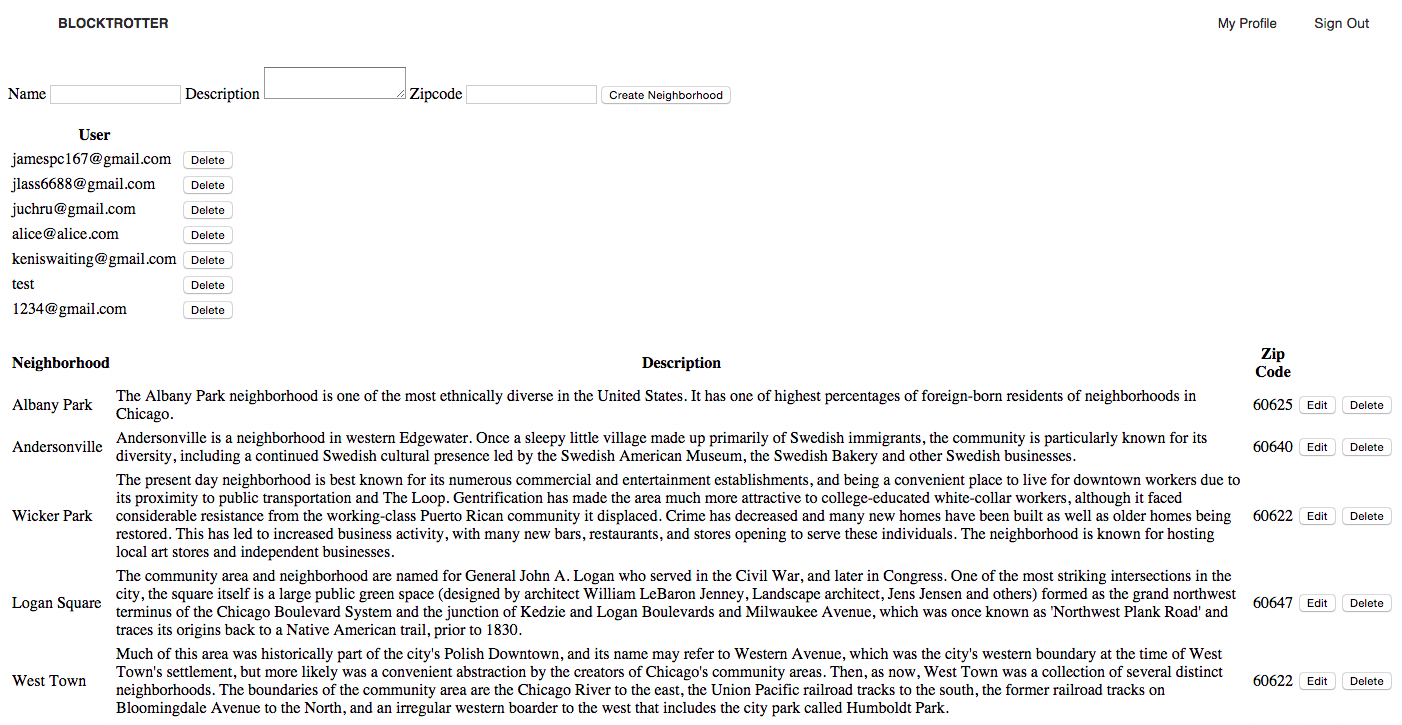 BLOCKTROTTER My Profile Sign Out
Name Description Zipcode Create Neighborhood
User
jamespc167@gmail.com Delete
jlass6688@gmail.com Delete
juchru@gmail.com Delete
alice@alice.com Delete
keniswaiting@gmail.com Delete
test Delete
1234@gmail.com Delete
Neighborhood Description Zip Code
Albany Park The Albany Park neighborhood is one of the most ethnically diverse in the United States. It has one of highest percentages of foreign-born residents of neighborhoods in
Chicago. 60625 Edit Delete
Andersonville Andersonville is a neighborhood in western Edgewater. Once a sleepy little village made up primarily of Swedish immigrants, the community is particularly known for its
diversity, including a continued Swedish cultural presence led by the Swedish American Museum, the Swedish Bakery and other Swedish businesses. 60640 Edit Delete
Wicker Park The present day neighborhood is best known for its numerous commercial and entertainment establishments, and being a convenient place to live for downtown workers due to
its proximity to public transportation and The Loop. Gentrification has made the area much more attractive to college-educated white-collar workers, although it faced
considerable resistance from the working-class Puerto Rican community it displaced. Crime has decreased and many new homes have been built as well as older homes being
restored. This has led to increased business activity, with many new bars, restaurants, and stores opening to serve these individuals. The neighborhood is known for hosting
local art stores and independent businesses. 60622 Edit Delete
Logan Square The community area and neighborhood are named for General John A. Logan who served in the Civil War, and later in Congress. One of the most striking intersections in the
city, the square itself is a large public green space (designed by architect William LeBaron Jenney, Landscape architect, Jens Jensen and others) formed as the grand northwest
terminus of the Chicago Boulevard System and the junction of Kedzie and Logan Boulevards and Milwaukee Avenue, which was once known as 'Northwest Plank Road' and
traces its origins back to a Native American trail, prior to 1830. 60647 Edit Delete
West Town Much of this area was historically part of the city's Polish Downtown, and its name may refer to Western Avenue, which was the city's western boundary at the time of West
Town's settlement, but more likely was a convenient abstraction by the creators of Chicago's community areas. Then, as now, West Town was a collection of several distinct
neighborhoods. The boundaries of the community area are the Chicago River to the east, the Union Pacific railroad tracks to the south, the former railroad tracks on
Bloomingdale Avenue to the North, and an irregular western boarder to the west that includes the city park called Humboldt Park. 60622 Edit Delete